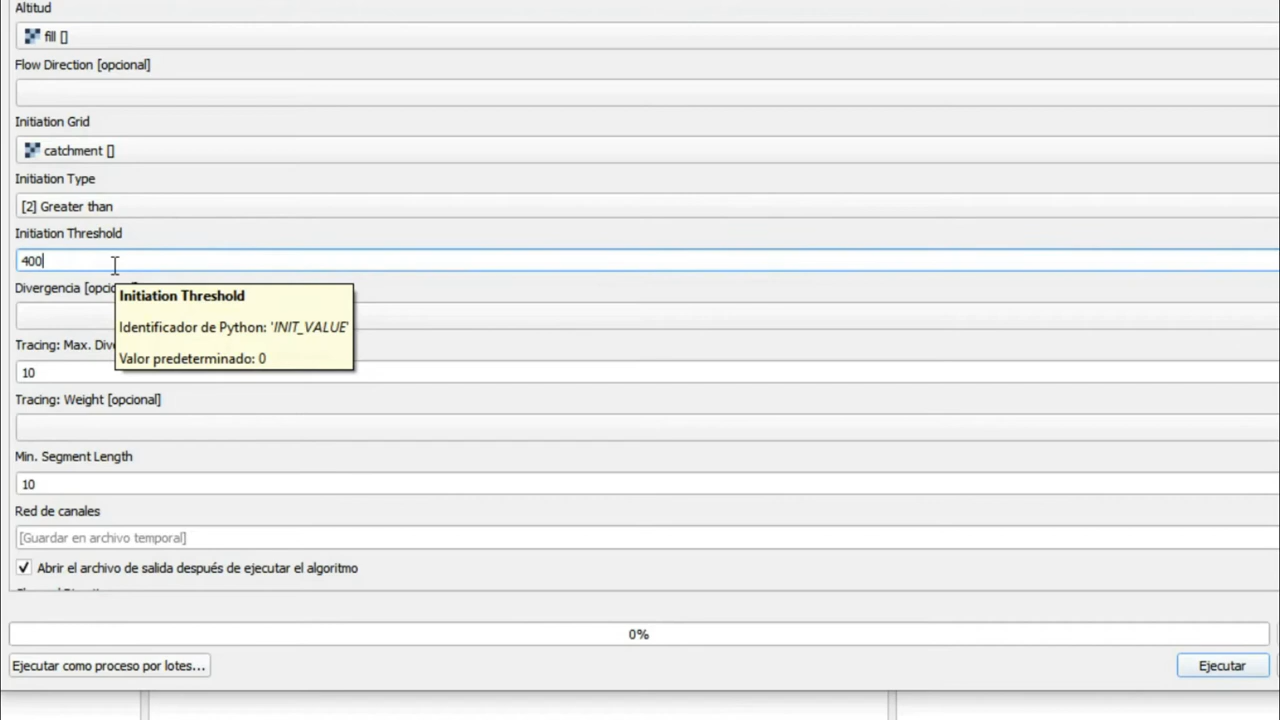 Altitud
fill []
Flow Direction [opcional]
Initiation Grid
catchment []
Initiation Type
[2] Greater than
Initiation Threshold
400
Divergencia [opcio
Initiation Threshold
Identificador de Python: 'INIT_VALUE'
Valor predeterminado: 0
Tracing: Max. Dive
10
Tracing: Weight [opcional]
Min. Segment Length
10
Red de canales
[Guardar en archivo temporal]
Abrir el archivo de salida después de ejecutar el algoritmo
0%
Ejecutar como proceso por lotes...
Ejecutar